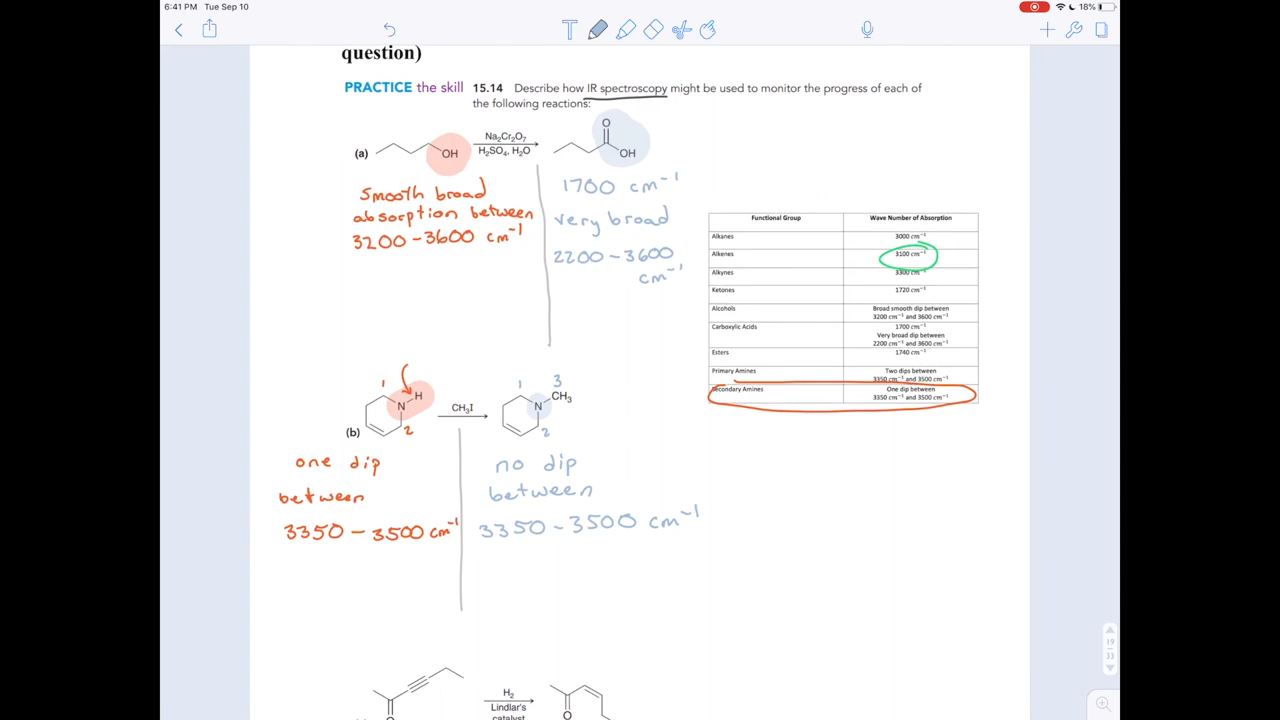 6:41 PM Tue Sep 10
18%
question)
PRACTICE the skill 15.14 Describe how IR spectroscopy might be used to monitor the progress of each of
the following reactions:
(a)
OH
Na₂Cr₂O₇
H₂SO₄, H₂O
O
OH
smooth broad
absorption between
3200-3600 cm⁻¹
1700 cm⁻¹
very broad
2200-3600
cm⁻¹
Functional Group Wave Number of Absorption
Alkanes 3000 cm⁻¹
Alkenes 3100 cm⁻¹
Alkynes 3300 cm⁻¹
Ketones 1720 cm⁻¹
Alcohols Broad smooth dip between
3200 cm⁻¹ and 3600 cm⁻¹
Carboxylic Acids 1700 cm⁻¹
Very broad dip between
2200 cm⁻¹ and 3600 cm⁻¹
Esters 1740 cm⁻¹
Primary Amines Two dips between
3350 cm⁻¹ and 3500 cm⁻¹
Secondary Amines One dip between
3350 cm⁻¹ and 3500 cm⁻¹
(b)
1
H
N
2
CH₃I
1
3
N
CH₃
2
one dip
between
3350 - 3500 cm⁻¹
no dip
between
3350-3500 cm⁻¹
H₂
Lindlar's
catalyst
O
O
19
33